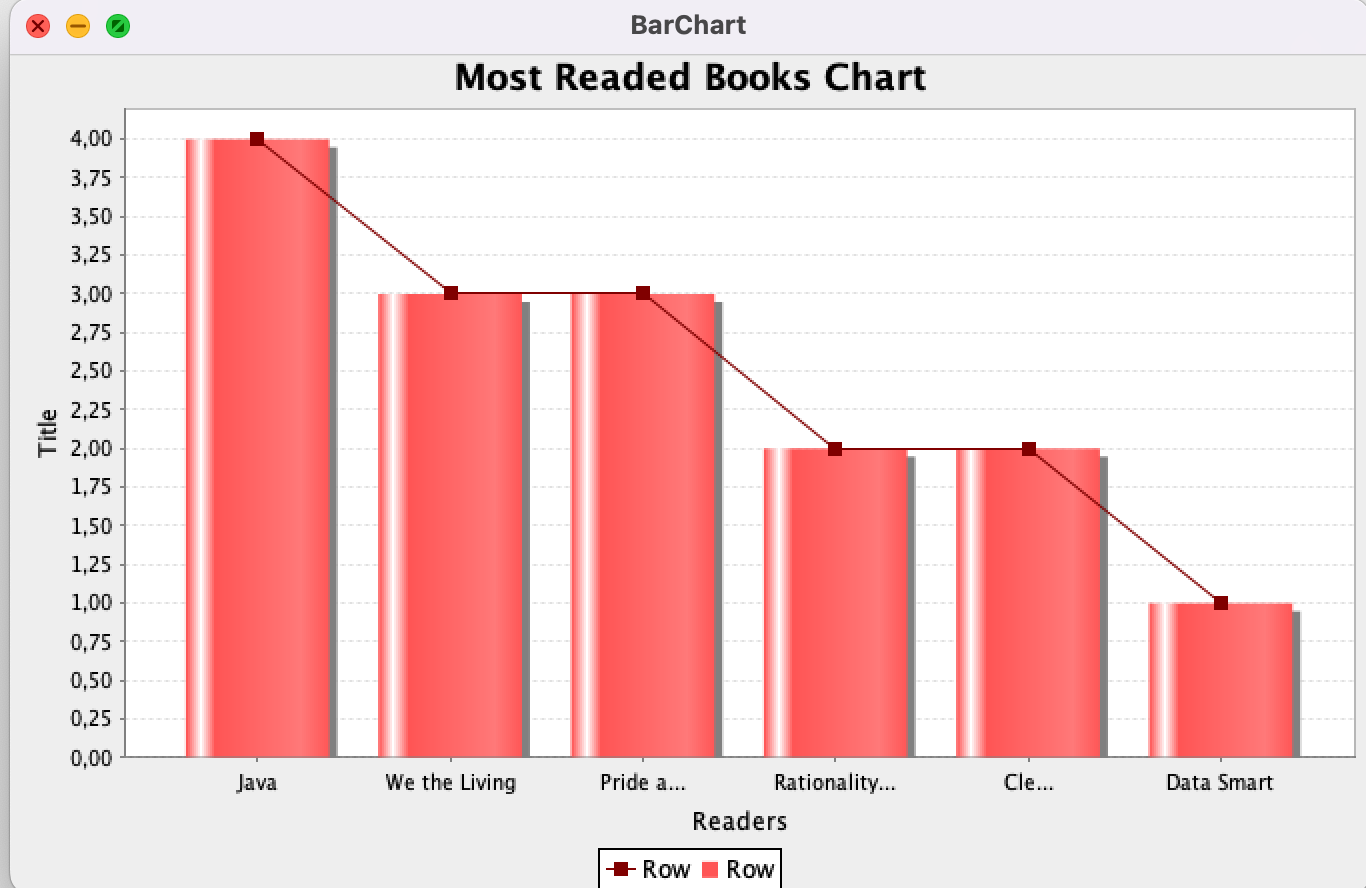 BarChart
Most Readed Books Chart
4,00
3,75
3,50
3,25
3,00
2,75
2,50
2,25
2,00
1,75
1,50
1,25
1,00
0,75
0,50
0,25
0,00
Title
Java We the Living Pride a... Rationality... Cle... Data Smart
Readers
Row Row